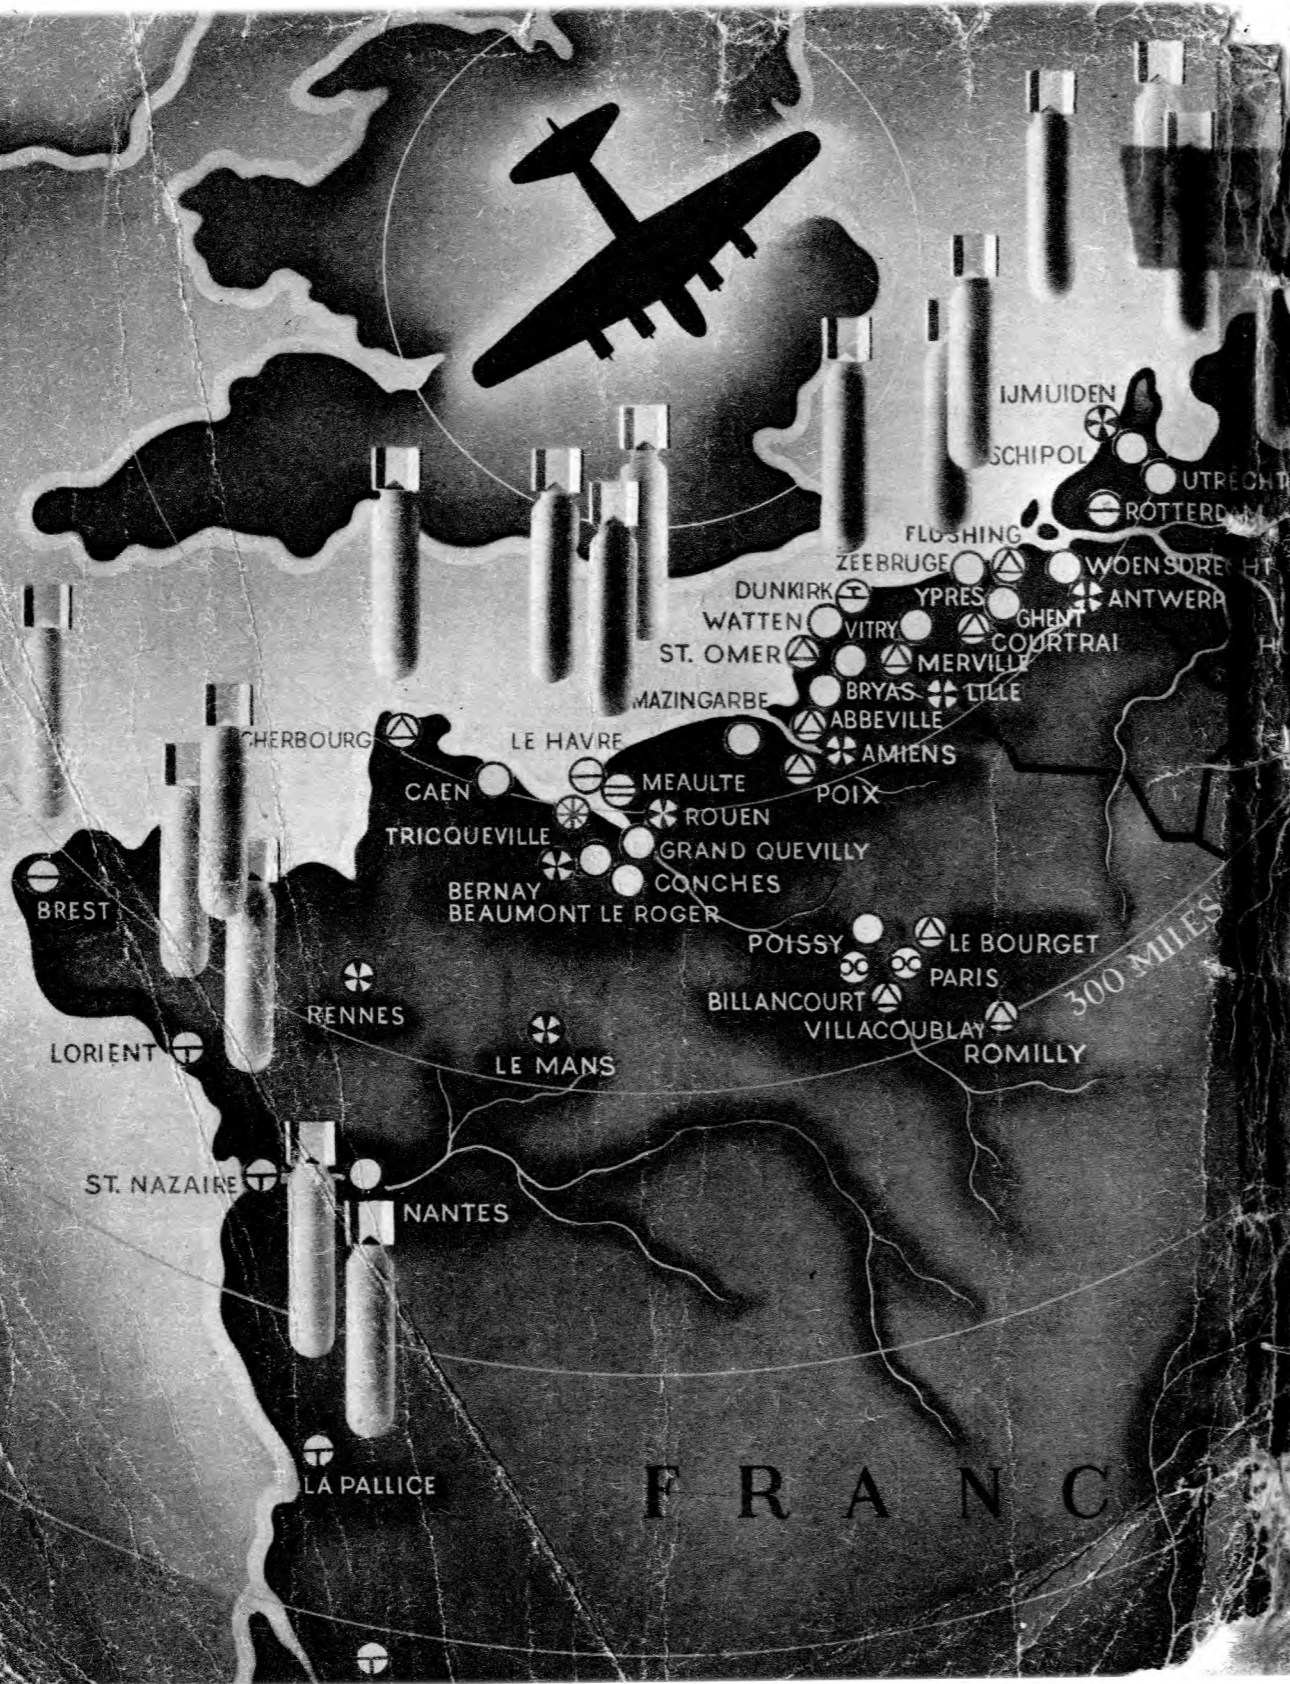 IJMUIDEN
SCHIPOL
UTRECHT
ROTTERDAM
FLUSHING
ZEEBRUGE
WOENSDRECHT
DUNKIRK
YPRES
ANTWERP
WATTEN
VITRY
GHENT
COURTRAI
ST. OMER
MERVILLE
MAZINGARBE
BRYAS
LILLE
ABBEVILLE
CHERBOURG
LE HAVRE
AMIENS
CAEN
MEAULTE
POIX
TRICQUEVILLE
ROUEN
GRAND QUEVILLY
BERNAY
CONCHES
BEAUMONT LE ROGER
BREST
POISSY
LE BOURGET
300 MILES
PARIS
BILLANCOURT
RENNES
VILLACOUBLAY
LORIENT
LE MANS
ROMILLY
ST. NAZAIRE
NANTES
LA PALLICE
FRANC